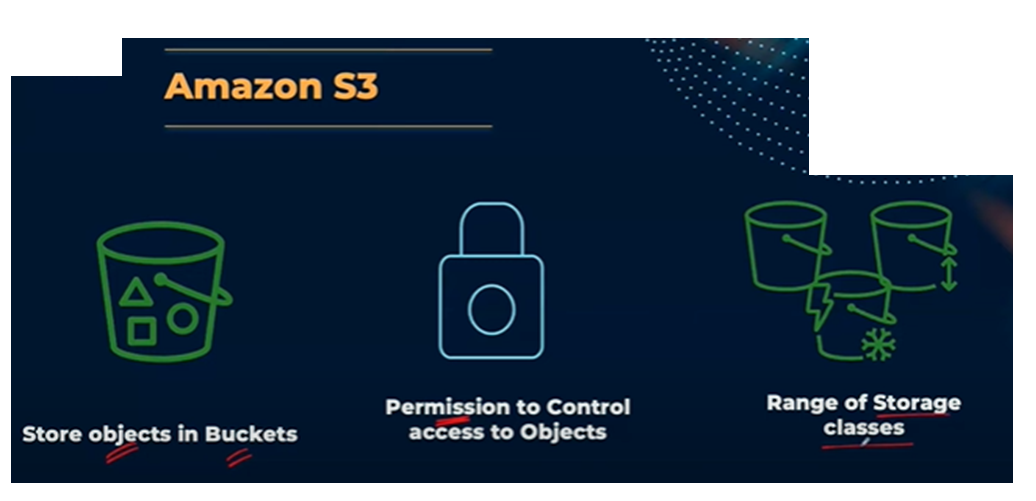 Amazon S3
Store objects in Buckets
Permission to Control
access to Objects
Range of Storage
classes